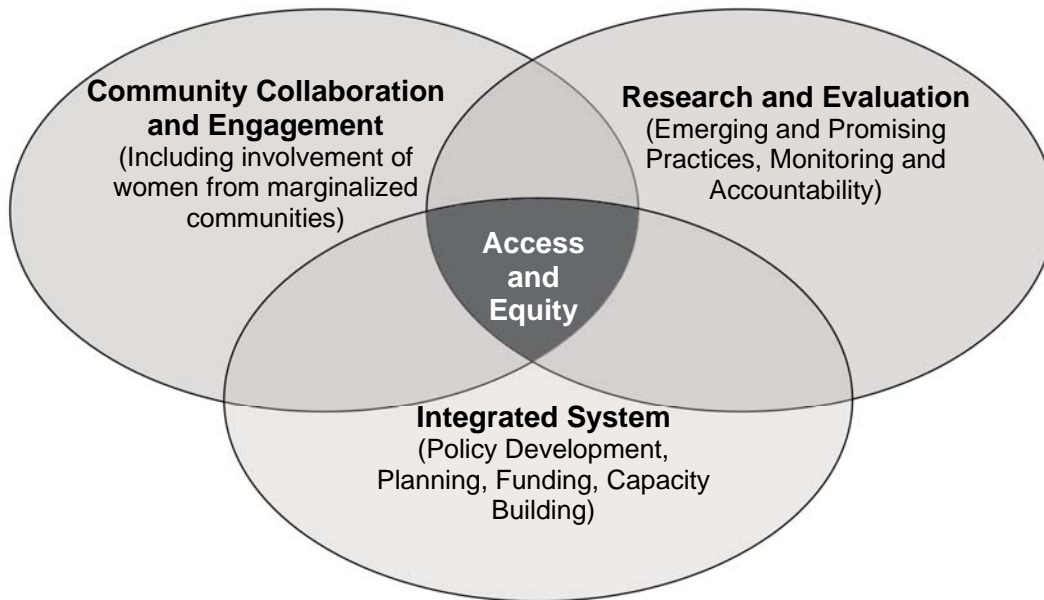 Community Collaboration
and Engagement
(Including involvement of
women from marginalized
communities)
Research and Evaluation
(Emerging and Promising
Practices, Monitoring and
Accountability)
Access
and
Equity
Integrated System
(Policy Development,
Planning, Funding, Capacity
Building)